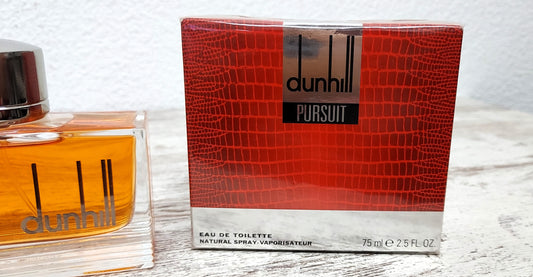 dunhill
dunhill
PURSUIT
EAU DE TOILETTE
NATURAL SPRAY-VAPORISATEUR
75 ml ℮ 2.5 FL.OZ.